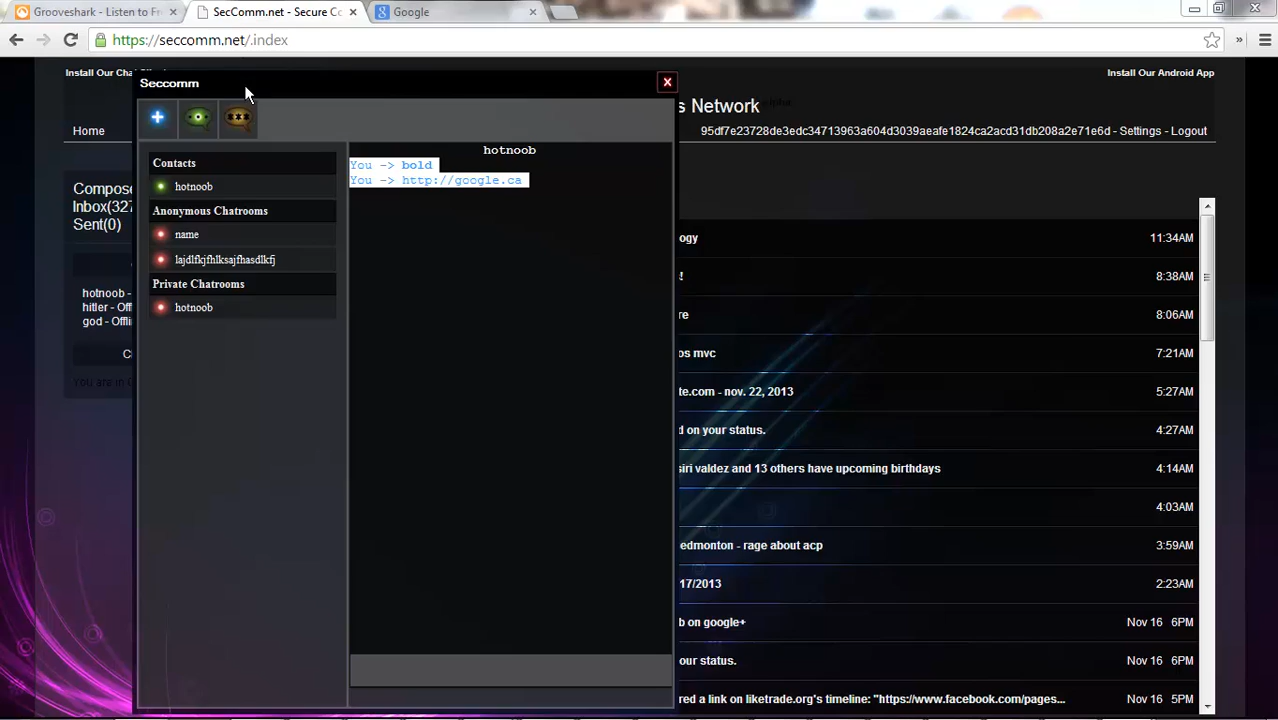 Grooveshark - Listen to Fr
SecComm.net - Secure Co
Google
https://seccomm.net/.index
Install Our Android App
Seccomm
s Network
Home
95df7e23728de3edc34713963a604d3039aeafe1824ca2acd31db208a2e71e6d - Settings - Logout
hotnoob
Contacts
You -> bold
You -> http://google.ca
hotnoob
Compos
Inbox(327
Sent(0)
Anonymous Chatrooms
name
lajdlfkjfhlksajfhasdlkfj
Private Chatrooms
hotnoob
hotnoob -
hitler - Off
god - Offlin
ogy 11:34AM
! 8:38AM
re 8:06AM
os mvc 7:21AM
te.com - nov. 22, 2013 5:27AM
d on your status. 4:27AM
siri valdez and 13 others have upcoming birthdays 4:14AM
4:03AM
edmonton - rage about acp 3:59AM
17/2013 2:23AM
b on google+ Nov 16 6PM
our status. Nov 16 6PM
red a link on liketrade.org's timeline: "https://www.facebook.com/pages... Nov 16 5PM